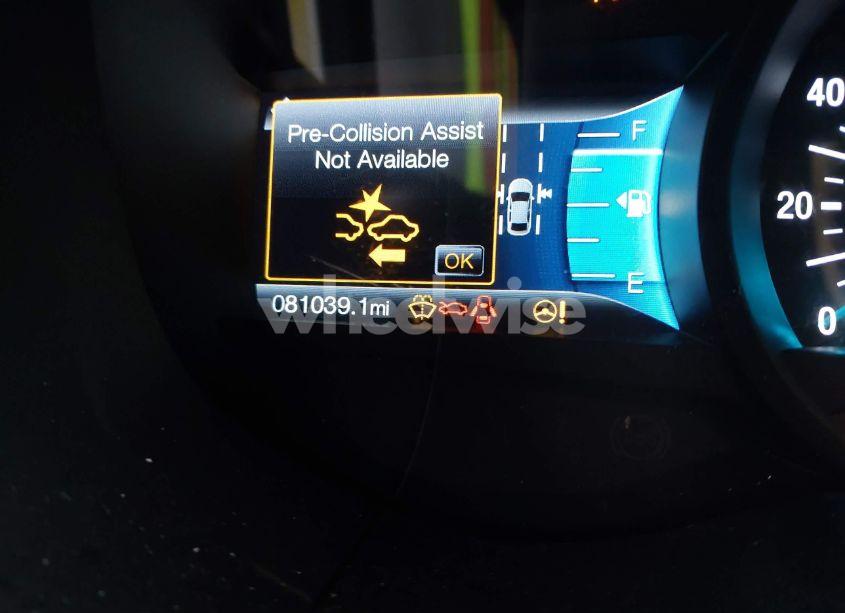 Pre-Collision Assist
Not Available
OK
F
E
081039.1mi
40
20
0
wheelwise